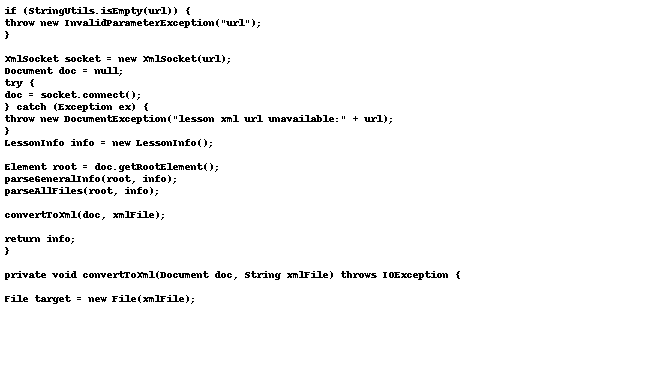 if (StringUtils.isEmpty(url)) {
throw new InvalidParameterException("url");
}
XmlSocket socket = new XmlSocket(url);
Document doc = null;
try {
doc = socket.connect();
} catch (Exception ex) {
throw new DocumentException("lesson xml url unavailable:" + url);
}
LessonInfo info = new LessonInfo();
Element root = doc.getRootElement();
parseGeneralInfo(root, info);
parseAllFiles(root, info);
convertToXml(doc, xmlFile);
return info;
}
private void convertToXml(Document doc, String xmlFile) throws IOException {
File target = new File(xmlFile);